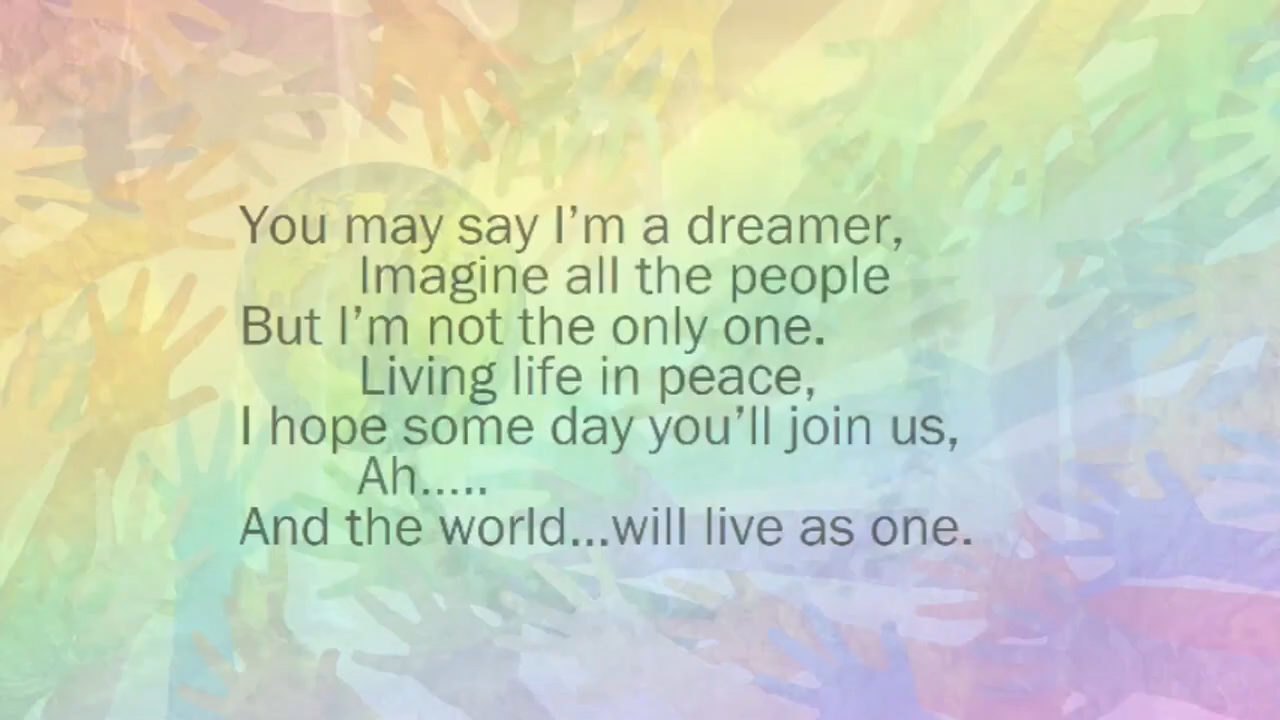 You may say I’m a dreamer,
Imagine all the people
But I’m not the only one.
Living life in peace,
I hope some day you’ll join us,
Ah.....
And the world...will live as one.